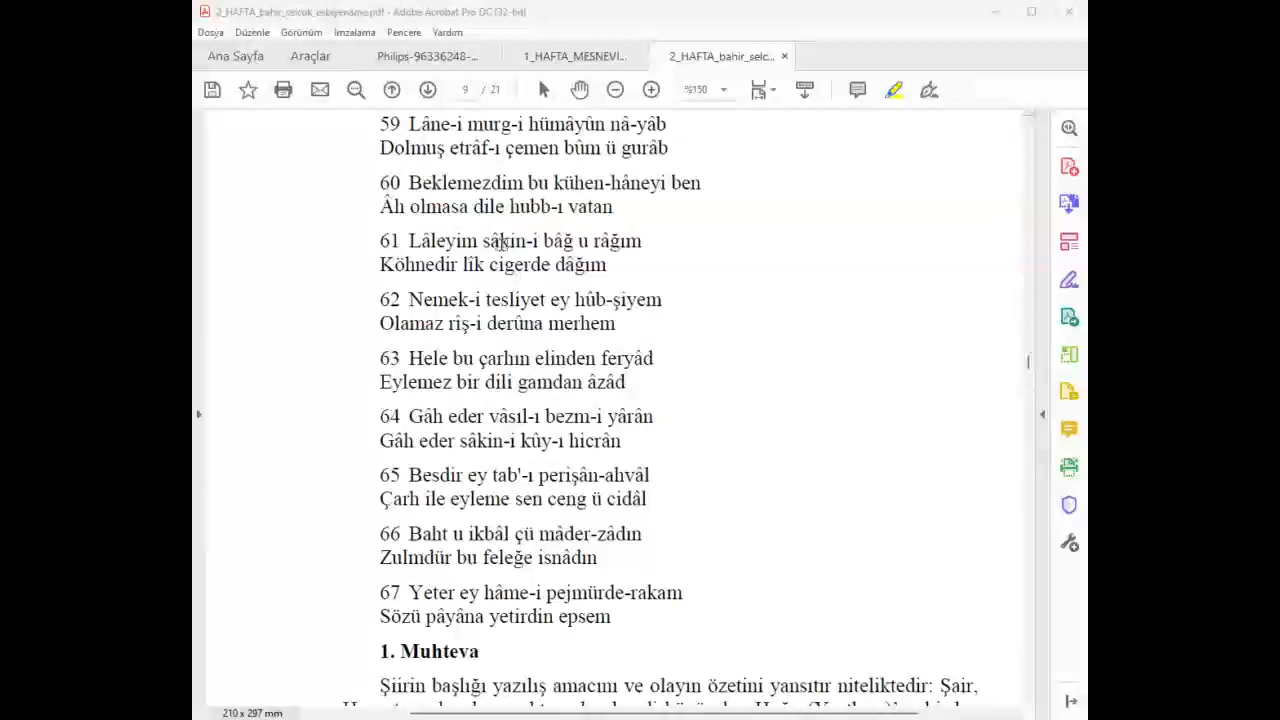 2_HAFTA_bahir_selcok_eslayename.pdf - Adobe Acrobat Pro DC (32-bit)
Dosya Düzenle Görünüm İmzalama Pencere Yardım
Ana Sayfa Araçlar Philips-96336248-... 1_HAFTA_MESNEVI... 2_HAFTA_bahir_selc... ×
9 / 21 %150
59 Lâne-i murg-i hümâyûn nâ-yâb
Dolmuş etrâf-ı çemen bûm ü gurâb
60 Beklemezdim bu kühen-hâneyi ben
Âh olmasa dile hubb-ı vatan
61 Lâleyim sâkin-i bâğ u râğım
Köhnedir lîk cigerde dâğım
62 Nemek-i teslíyet ey hûb-şiyem
Olamaz rîş-i derûna merhem
63 Hele bu çarhın elinden feryâd
Eylemez bir dili gamdan âzâd
64 Gâh eder vâsıl-ı bezm-i yârân
Gâh eder sâkin-i kûy-ı hicrân
65 Besdir ey tab'-ı perişân-ahvâl
Çarh ile eyleme sen ceng ü cidâl
66 Baht u ikbâl çü mâder-zâdın
Zulmdür bu feleğe isnâdın
67 Yeter ey hâme-i pejmürde-rakam
Sözü pâyâna yetirdin epsem
1. Muhteva
Şiirin başlığı yazılış amacını ve olayın özetini yansıtır niteliktedir: Şair,
210 x 297 mm